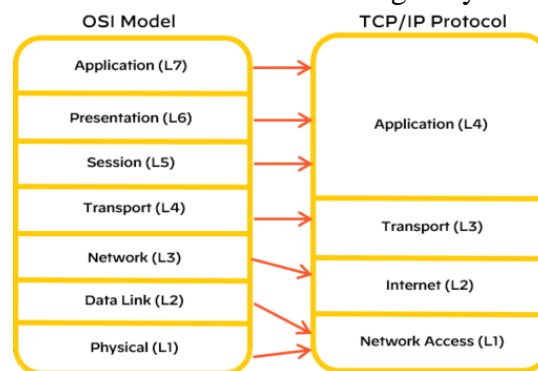 OSI Model
TCP/IP Protocol
Application (L7)
Presentation (L6)
Session (L5)
Transport (L4)
Network (L3)
Data Link (L2)
Physical (L1)
Application (L4)
Transport (L3)
Internet (L2)
Network Access (L1)